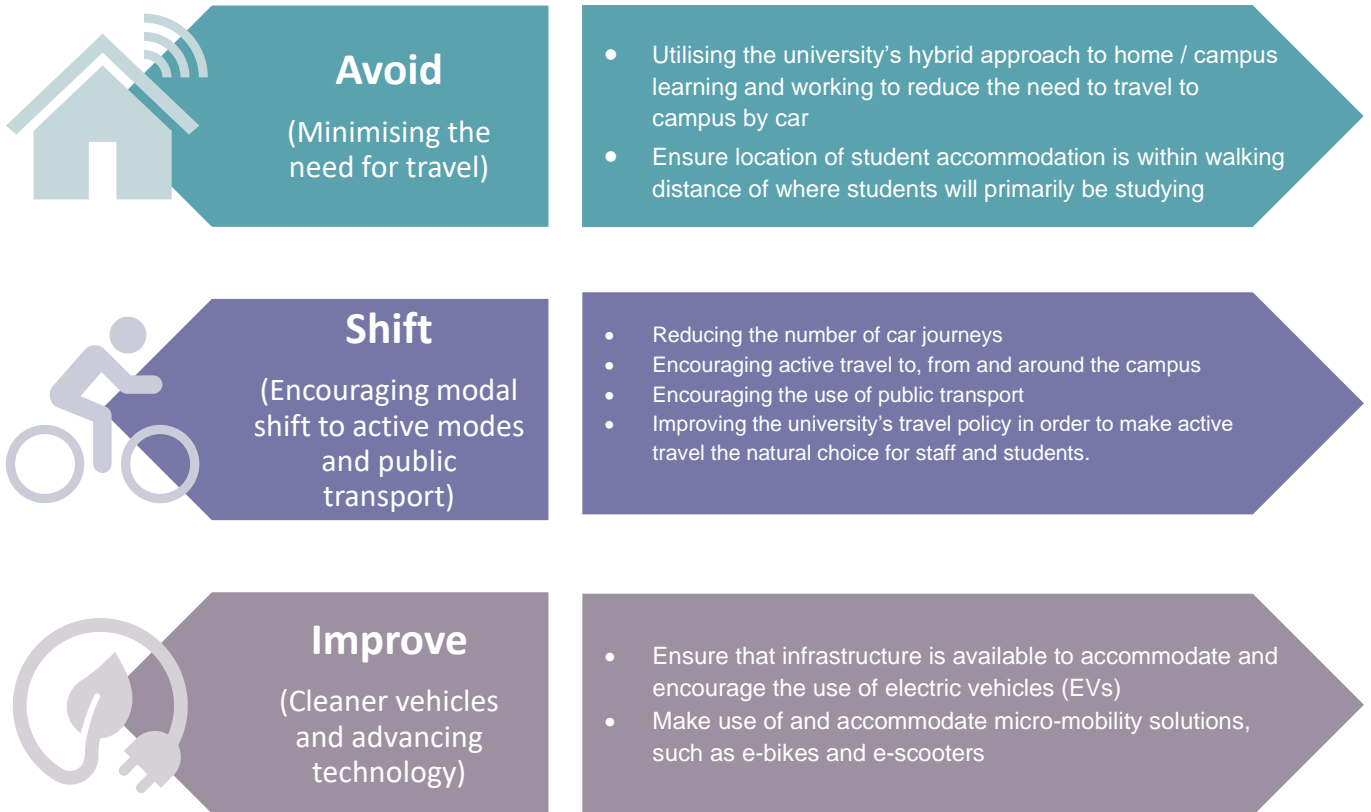 Avoid
(Minimising the
need for travel)
• Utilising the university’s hybrid approach to home / campus
learning and working to reduce the need to travel to
campus by car
• Ensure location of student accommodation is within walking
distance of where students will primarily be studying
Shift
(Encouraging modal
shift to active modes
and public
transport)
• Reducing the number of car journeys
• Encouraging active travel to, from and around the campus
• Encouraging the use of public transport
• Improving the university’s travel policy in order to make active
travel the natural choice for staff and students.
Improve
(Cleaner vehicles
and advancing
technology)
• Ensure that infrastructure is available to accommodate and
encourage the use of electric vehicles (EVs)
• Make use of and accommodate micro-mobility solutions,
such as e-bikes and e-scooters